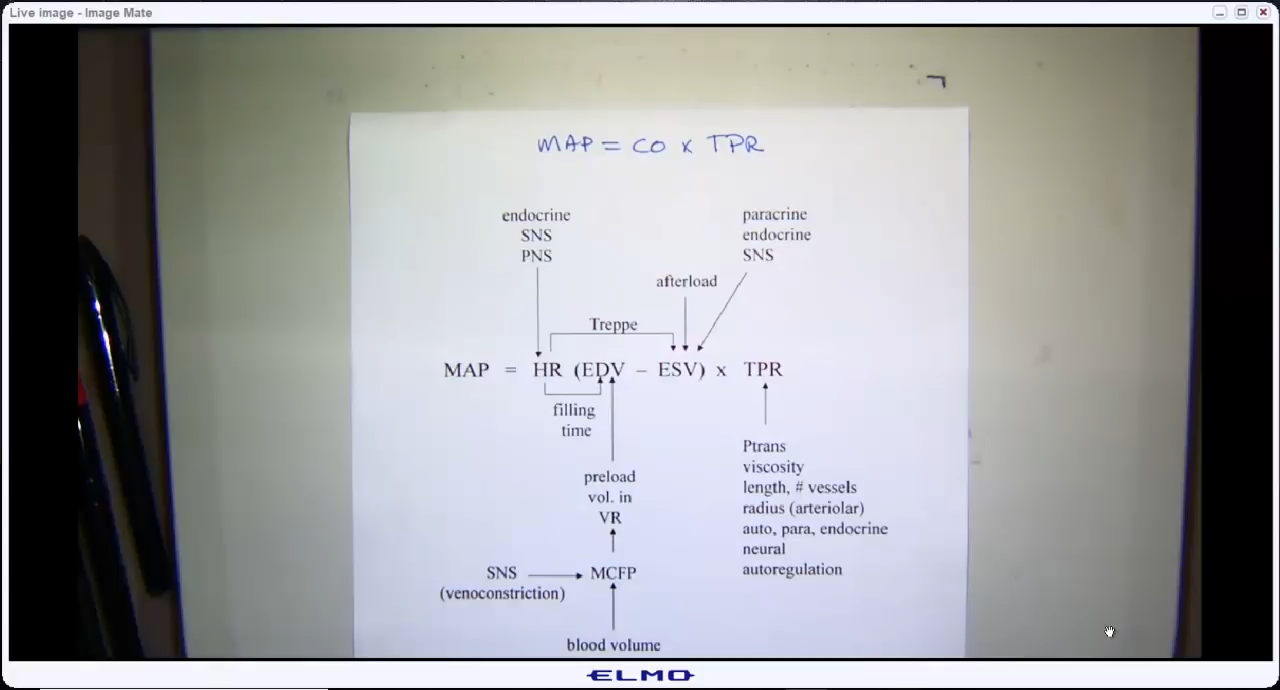 Live image - Image Mate
MAP = CO x TPR
endocrine
SNS
PNS
paracrine
endocrine
SNS
afterload
Treppe
MAP = HR (EDV – ESV) x TPR
filling
time
preload
vol. in
VR
SNS
(venoconstriction)
MCFP
blood volume
Ptrans
viscosity
length, # vessels
radius (arteriolar)
auto, para, endocrine
neural
autoregulation
ELMO